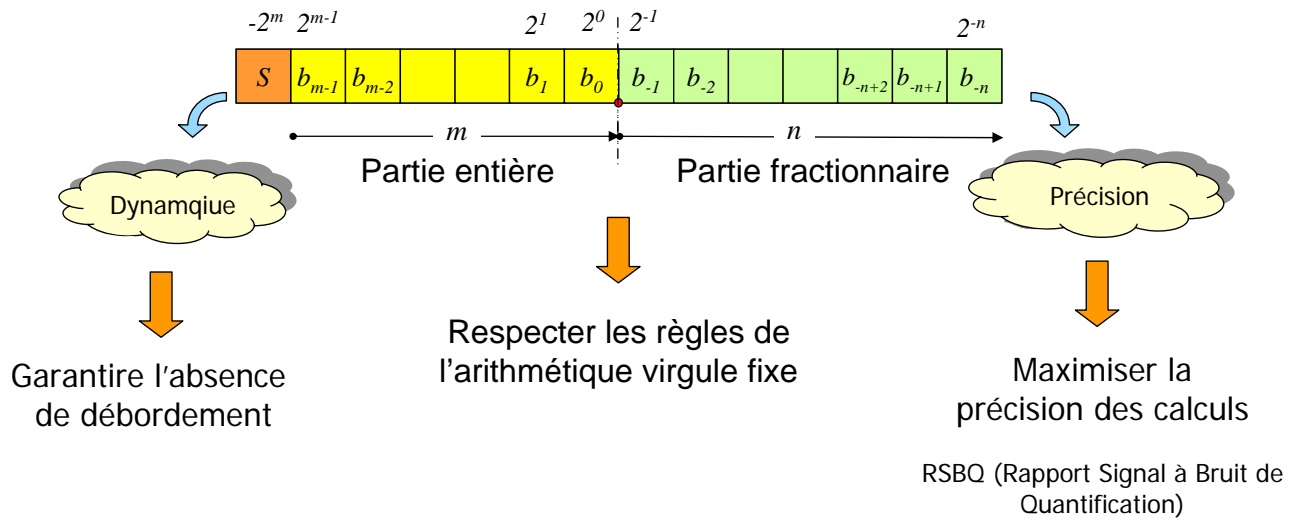 -2^m 2^{m-1} 2^1 2^0 2^{-1} 2^{-n}
S b_{m-1} b_{m-2} b_1 b_0 b_{-1} b_{-2} b_{-n+2} b_{-n+1} b_{-n}
m n
Partie entière Partie fractionnaire
Dynamqiue
Précision
Respecter les règles de
l'arithmétique virgule fixe
Garantire l'absence
de débordement
Maximiser la
précision des calculs
RSBQ (Rapport Signal à Bruit de
Quantification)